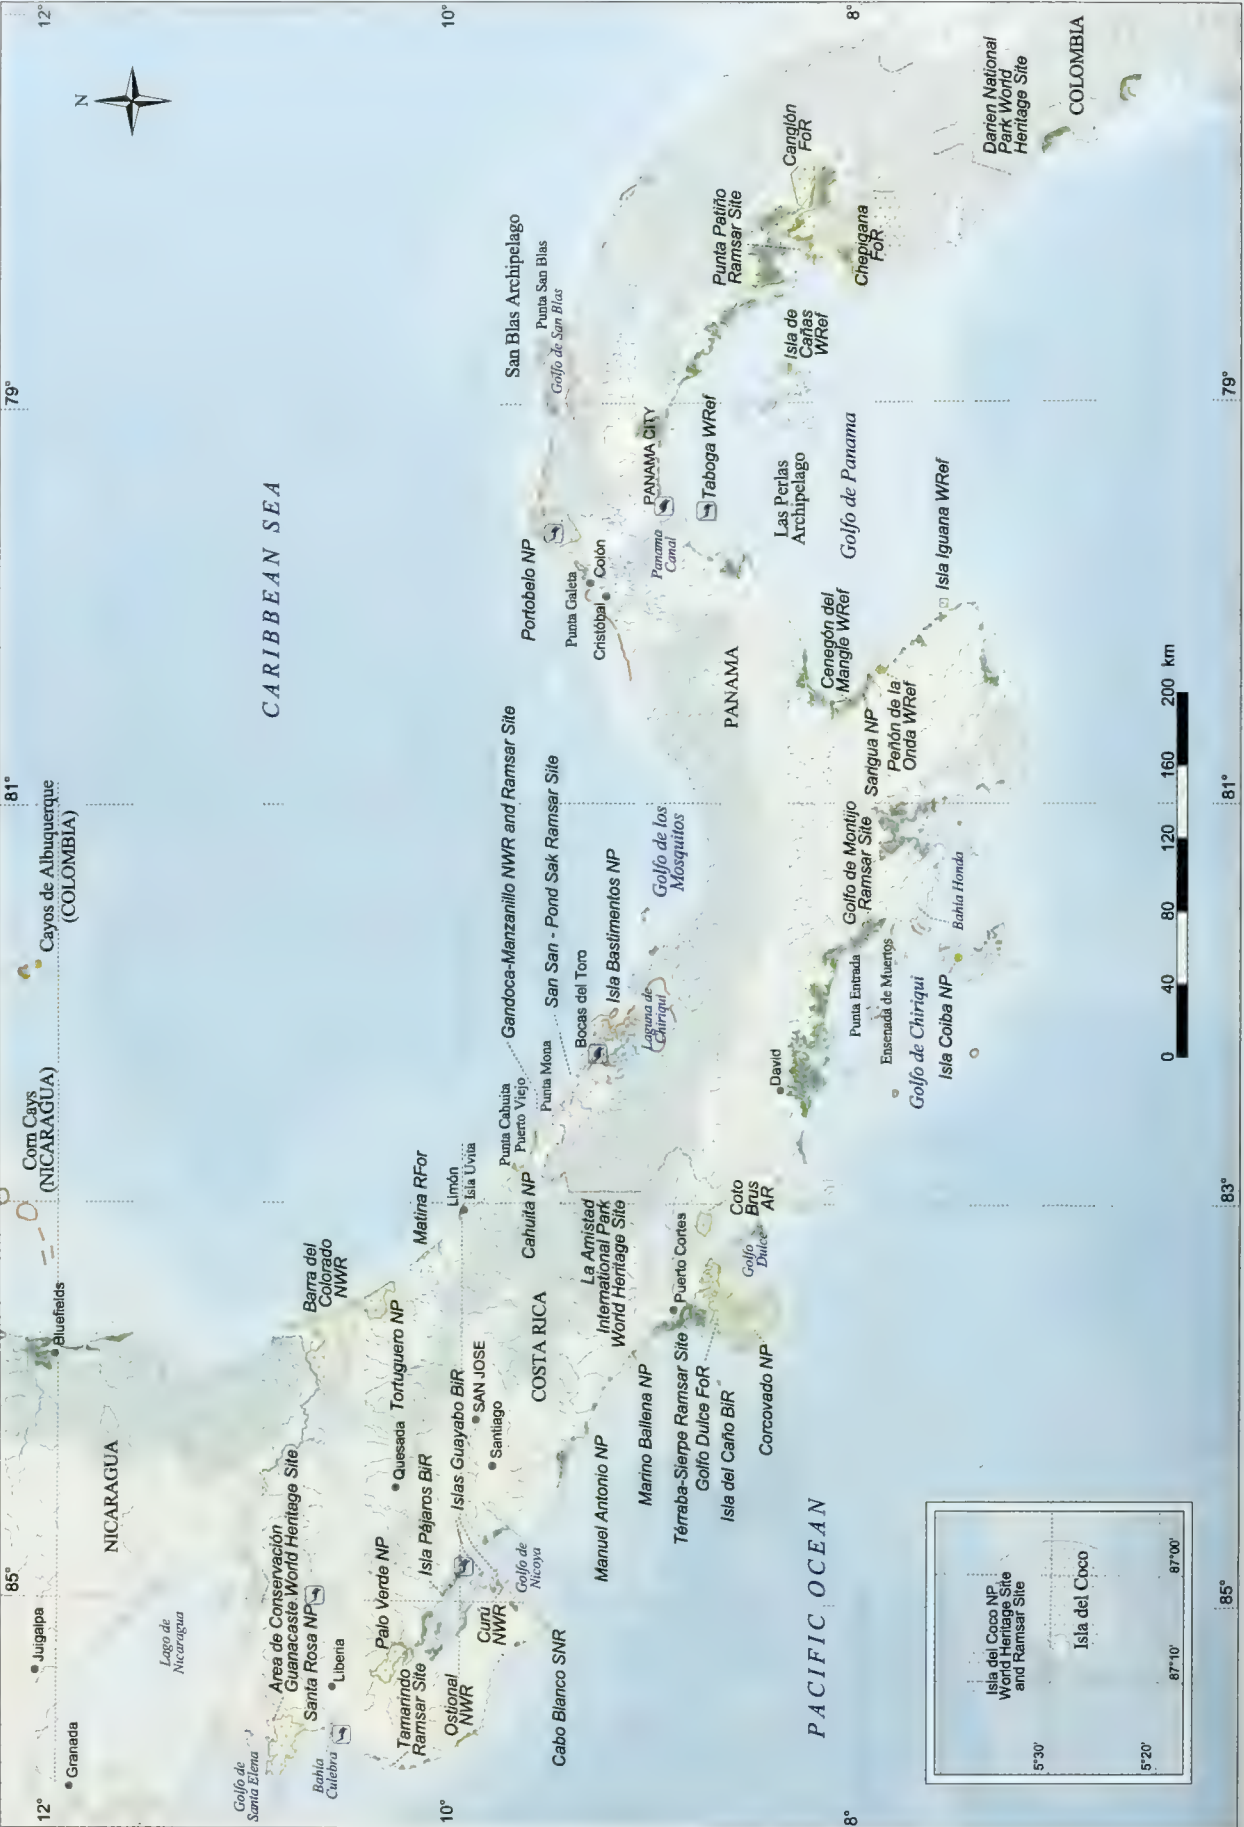 12°
10°
8°
N
79°
81°
83°
85°
CARIBBEAN SEA
Cayos de Albuquerque
(COLOMBIA)
Corn Cays
(NICARAGUA)
Bluefields
NICARAGUA
Juigalpa
Granada
Lago de
Nicaragua
Golfo de
Santa Elena
Bahía
Culebra
Area de Conservación
Guanacaste World Heritage Site
Santa Rosa NP
Liberia
Barra del
Colorado
NWR
Tortuguero NP
Quesada
Matina RFor
Limón
Isla Uvita
Palo Verde NP
Tamarindo
Ramsar Site
Isla Pájaros BiR
Islas Guayabo BiR
SAN JOSE
Santiago
Ostional
NWR
Curú
NWR
Golfo de
Nicoya
Cabo Blanco SNR
COSTA RICA
Punta Cahuita
Puerto Viejo
Cahuita NP
Punta Mona
Gandoca-Manzanillo NWR and Ramsar Site
San San - Pond Sak Ramsar Site
Bocas del Toro
Isla Bastimentos NP
Laguna de
Chiriquí
Golfo de los
Mosquitos
La Amistad
International Park
World Heritage Site
Manuel Antonio NP
Marino Ballena NP
Térraba-Sierpe Ramsar Site
Puerto Cortes
Golfo Dulce FoR
Isla del Caño BiR
Corcovado NP
Golfo
Dulce
Coto
Brus
AR
David
PANAMA
Portobelo NP
Punta Galeta
Cristóbal
Colón
San Blas Archipelago
Punta San Blas
Golfo de San Blas
PANAMA CITY
Panama
Canal
Taboga WRef
Las Perlas
Archipelago
Golfo de Panama
Isla de
Cañas
WRef
Punta Patiño
Ramsar Site
Canglón
FoR
Chepigana
FoR
Darien National
Park World
Heritage Site
COLOMBIA
Isla Iguana WRef
Cenegón del
Mangle WRef
Sarigua NP
Peñón de la
Onda WRef
Golfo de Montijo
Ramsar Site
Bahía Honda
Punta Entrada
Ensenada de Muertos
Golfo de Chiriqui
Isla Coiba NP
PACIFIC OCEAN
0 40 80 120 160 200 km
Isla del Coco NP
World Heritage Site
and Ramsar Site
Isla del Coco
5°30'
5°20'
87°10'
87°00'
12°
10°
8°
79°
81°
83°
85°